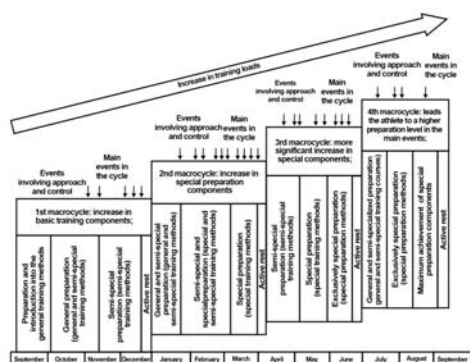 Increase in training loads
Events
involving approach
and control
Main
events in
the cycle
1st macrocycle: increase in
basic training components;
Preparation and
introduction into the
general methods
General preparation
(general and semi-special
training methods)
Semi-special
preparation (semi-special
training methods)
Active rest
Events
involving approach
and control
Main
events in
the cycle
2nd macrocycle: increase in
special preparation
components
General and semi-special
preparation (general and
semi-special training methods)
Semi-special and
specialpreparation (special and
semi-special training methods)
Special preparation
(special training methods)
Active rest
Events
involving approach
and control
Main
events in
the cycle
3rd macrocycle: more
significant increase in
special components;
Semi-special
preparation (semi-special
training methods)
Special preparation
(special training methods)
Exclusively special preparation
(special preparation methods)
Active rest
Events
involving approach
and control
Main
events in
the cycle
4th macrocycle: leads
the athlete to a higher
preparation level in the
main events;
General and semi-specialized preparation
(general and semi-special training courses)
Exclusively special preparation
(special preparation methods)
Maximum achievement of special
preparation components
Active rest
September
October
November
December
January
February
March
April
May
June
July
August
September